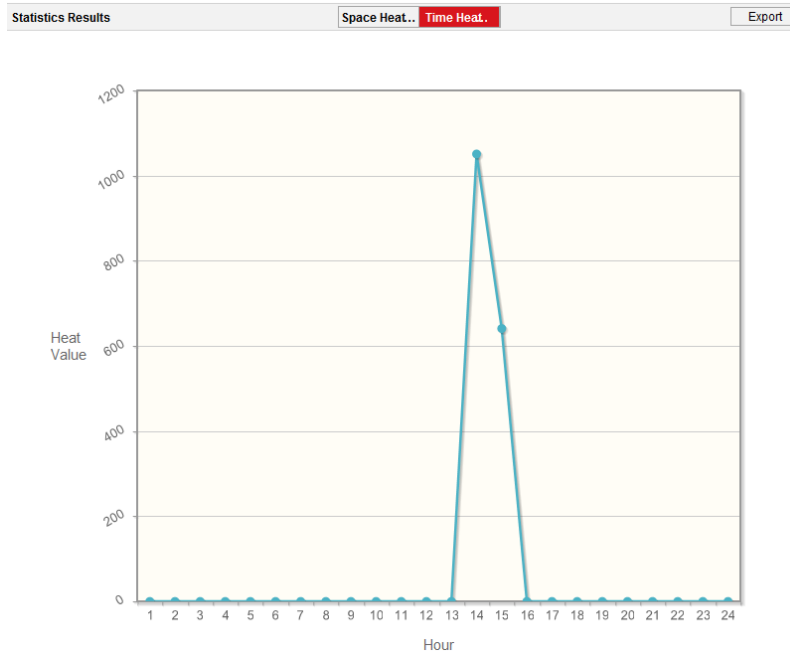 Statistics Results Space Heat... Time Heat.. Export
1200
1000
800
Heat
Value
600
400
200
0
1 2 3 4 5 6 7 8 9 10 11 12 13 14 15 16 17 18 19 20 21 22 23 24
Hour